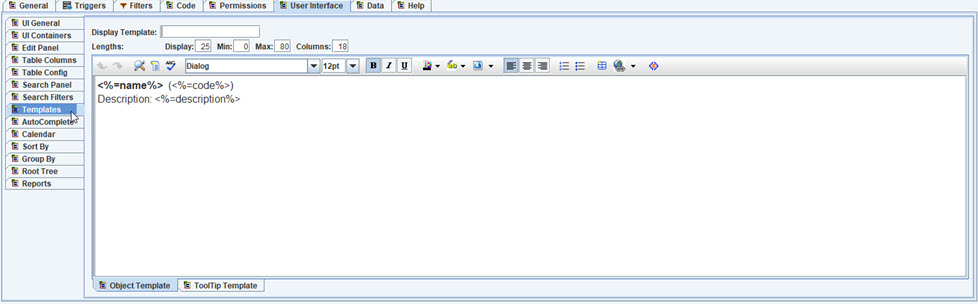 General Triggers Filters Code Permissions User Interface Data Help
UI General
UI Containers
Edit Panel
Table Columns
Table Config
Search Panel
Search Filters
Templates
AutoComplete
Calendar
Sort By
Group By
Root Tree
Reports
Display Template:
Lengths: Display: 25 Min: 0 Max: 80 Columns: 18
ABC Dialog 12pt B I U
<%=name%> (<%=code%>)
Description: <%=description%>
Object Template ToolTip Template